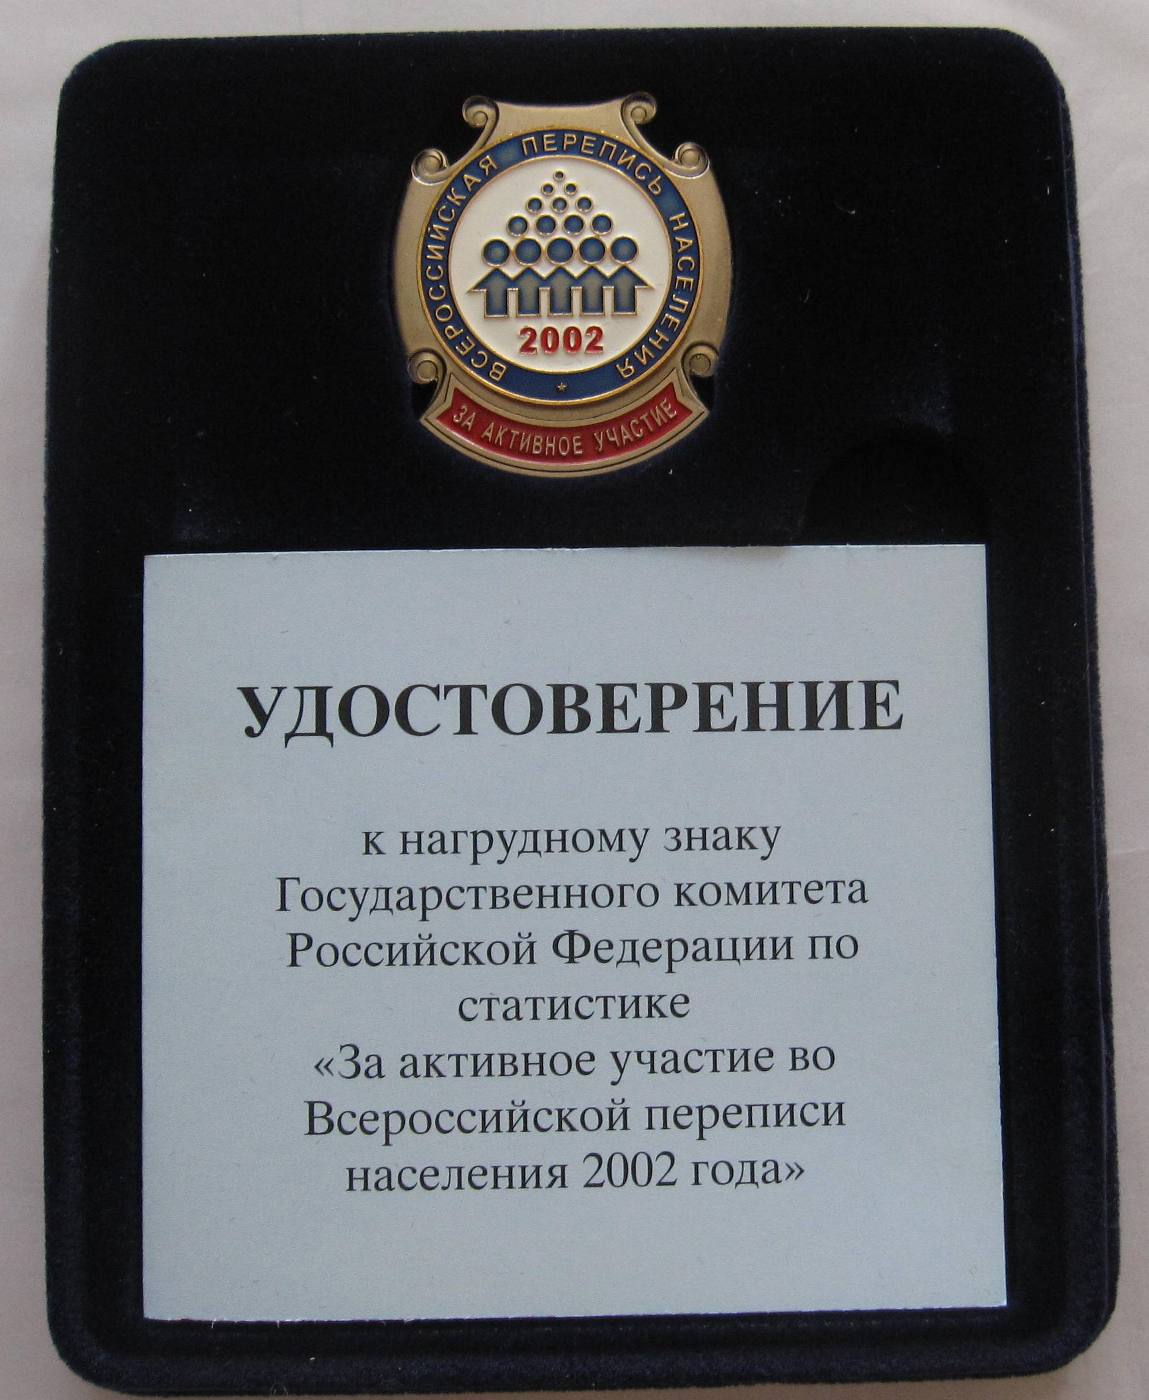 ВСЕРОССИЙСКАЯ ПЕРЕПИСЬ НАСЕЛЕНИЯ
2002
ЗА АКТИВНОЕ УЧАСТИЕ
УДОСТОВЕРЕНИЕ
к нагрудному знаку
Государственного комитета
Российской Федерации по
статистике
«За активное участие во
Всероссийской переписи
населения 2002 года»